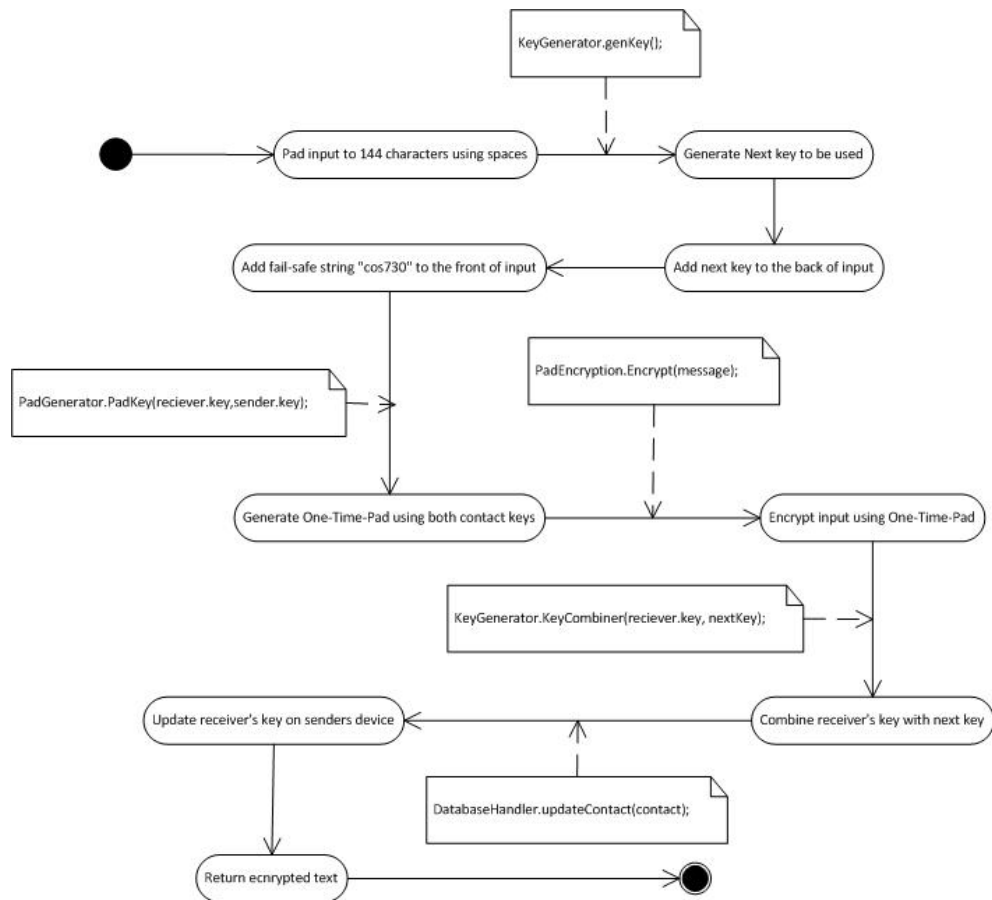 KeyGenerator.genKey();
Pad input to 144 characters using spaces
Generate Next key to be used
Add fail-safe string "cos730" to the front of input
Add next key to the back of input
PadEncryption.Encrypt(message);
PadGenerator.PadKey(reciever.key,sender.key);
Generate One-Time-Pad using both contact keys
Encrypt input using One-Time-Pad
KeyGenerator.KeyCombiner(reciever.key, nextKey);
Update receiver's key on senders device
Combine receiver's key with next key
DatabaseHandler.updateContact(contact);
Return ecnrypted text